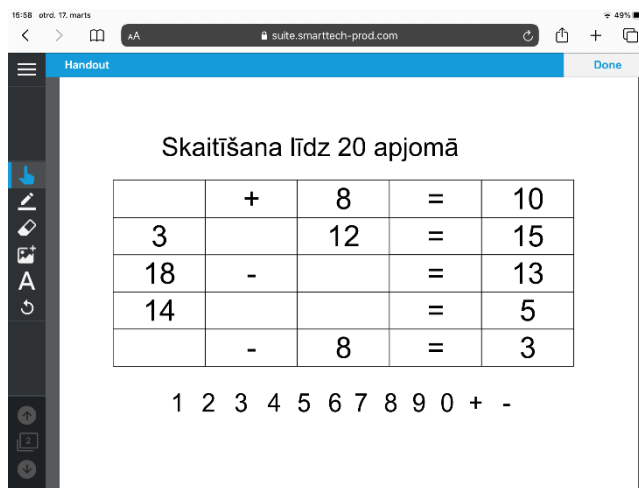 15:58 otrd. 17. marts 49%
AA suite.smarttech-prod.com
Handout Done
Skaitīšana līdz 20 apjomā
+ 8 = 10
3 12 = 15
18 - = 13
14 = 5
- 8 = 3
1 2 3 4 5 6 7 8 9 0 + -
A
2